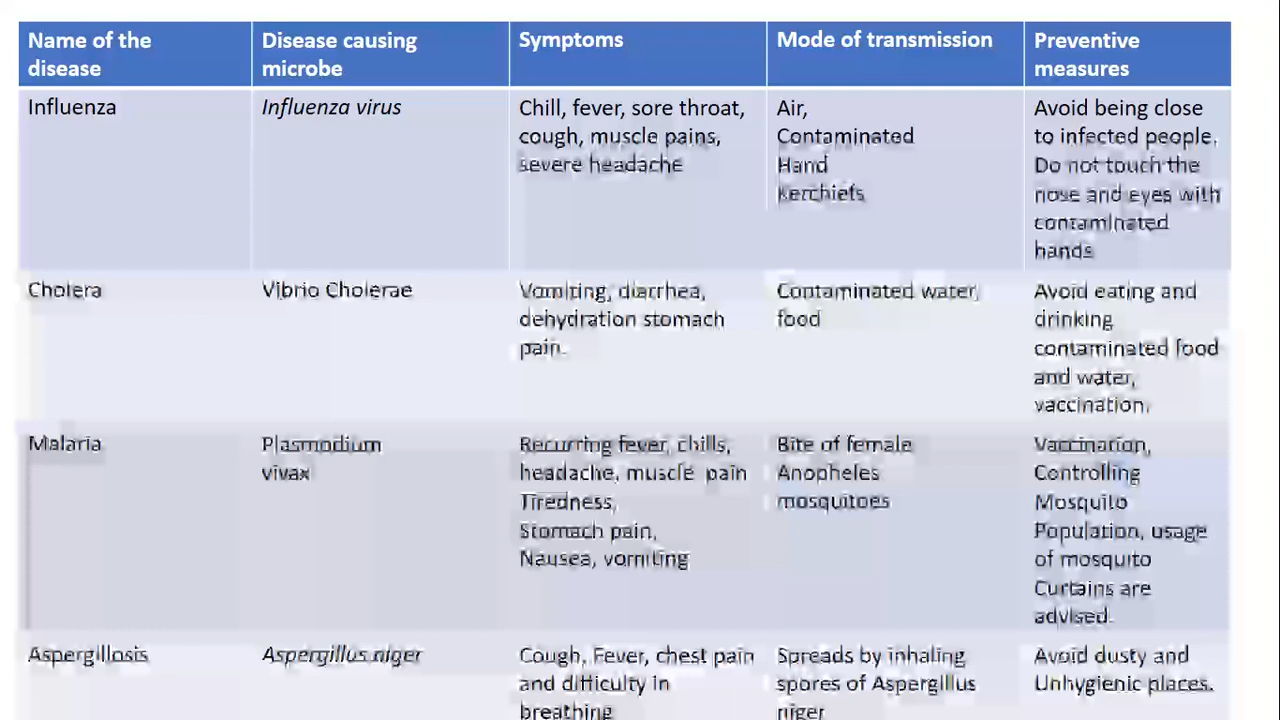 Name of the disease
Disease causing microbe
Symptoms
Mode of transmission
Preventive measures
Influenza
Influenza virus
Chill, fever, sore throat,
cough, muscle pains,
severe headache
Air,
Contaminated
Hand
kerchiefs
Avoid being close
to infected people.
Do not touch the
nose and eyes with
contaminated
hands
Cholera
Vibrio Cholerae
Vomiting, diarrhea,
dehydration stomach
pain.
Contaminated water,
food
Avoid eating and
drinking
contaminated food
and water,
vaccination.
Malaria
Plasmodium
vivax
Recurring fever, chills,
headache, muscle pain
Tiredness,
Stomach pain,
Nausea, vomiting
Bite of female
Anopheles
mosquitoes
Vaccination,
Controlling
Mosquito
Population, usage
of mosquito
Curtains are
advised.
Aspergillosis
Aspergillus niger
Cough, Fever, chest pain
and difficulty in
breathing
Spreads by inhaling
spores of Aspergillus
niger
Avoid dusty and
Unhygienic places.